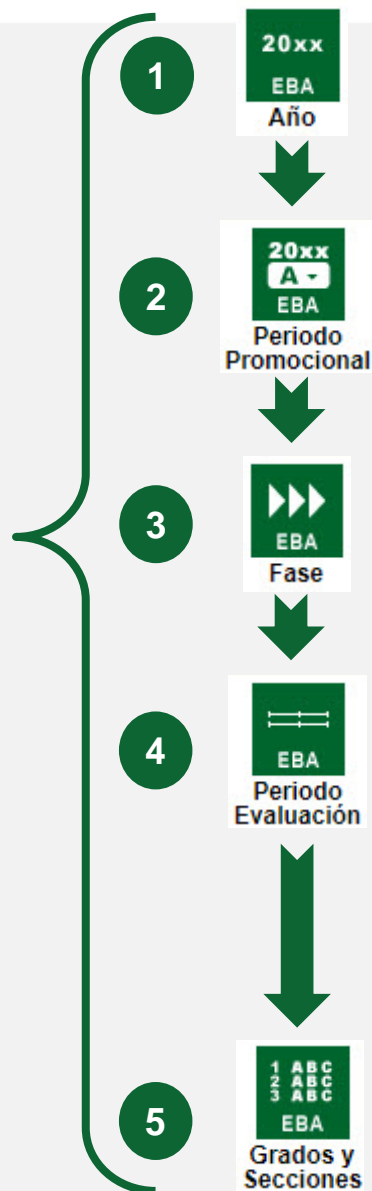 1
20xx
EBA
Año
2
20xx
A
EBA
Periodo
Promocional
3
EBA
Fase
4
EBA
Periodo
Evaluación
5
1 ABC
2 ABC
3 ABC
EBA
Grados y
Secciones